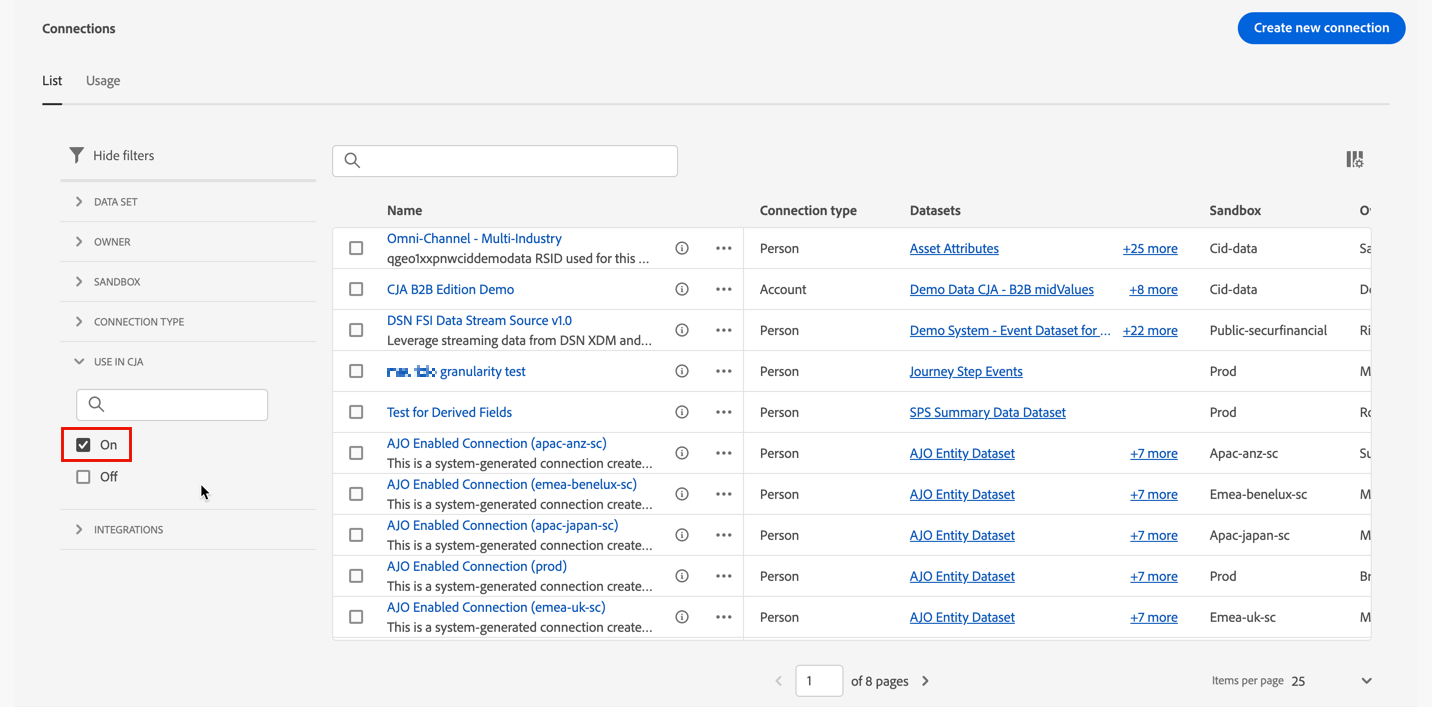 Connections
Create new connection
List
Usage
Hide filters
DATA SET
OWNER
SANDBOX
CONNECTION TYPE
USE IN CJA
On
Off
INTEGRATIONS
Name
Connection type
Datasets
Sandbox
Omni-Channel - Multi-Industry
qgeo1xxpnwciddemodata RSID used for this ...
Person
Asset Attributes
+25 more
Cid-data
Sa
CJA B2B Edition Demo
Account
Demo Data CJA - B2B midValues
+8 more
Cid-data
De
DSN FSI Data Stream Source v1.0
Leverage streaming data from DSN XDM and...
Person
Demo System - Event Dataset for ...
+22 more
Public-securfinancial
Ri
granularity test
Person
Journey Step Events
Prod
M
Test for Derived Fields
Person
SPS Summary Data Dataset
Prod
Ro
AJO Enabled Connection (apac-anz-sc)
This is a system-generated connection create...
Person
AJO Entity Dataset
+7 more
Apac-anz-sc
Su
AJO Enabled Connection (emea-benelux-sc)
This is a system-generated connection create...
Person
AJO Entity Dataset
+7 more
Emea-benelux-sc
M
AJO Enabled Connection (apac-japan-sc)
This is a system-generated connection create...
Person
AJO Entity Dataset
+7 more
Apac-japan-sc
M
AJO Enabled Connection (prod)
This is a system-generated connection create...
Person
AJO Entity Dataset
+7 more
Prod
Br
AJO Enabled Connection (emea-uk-sc)
This is a system-generated connection create...
Person
AJO Entity Dataset
+7 more
Emea-uk-sc
M
1
of 8 pages
Items per page 25